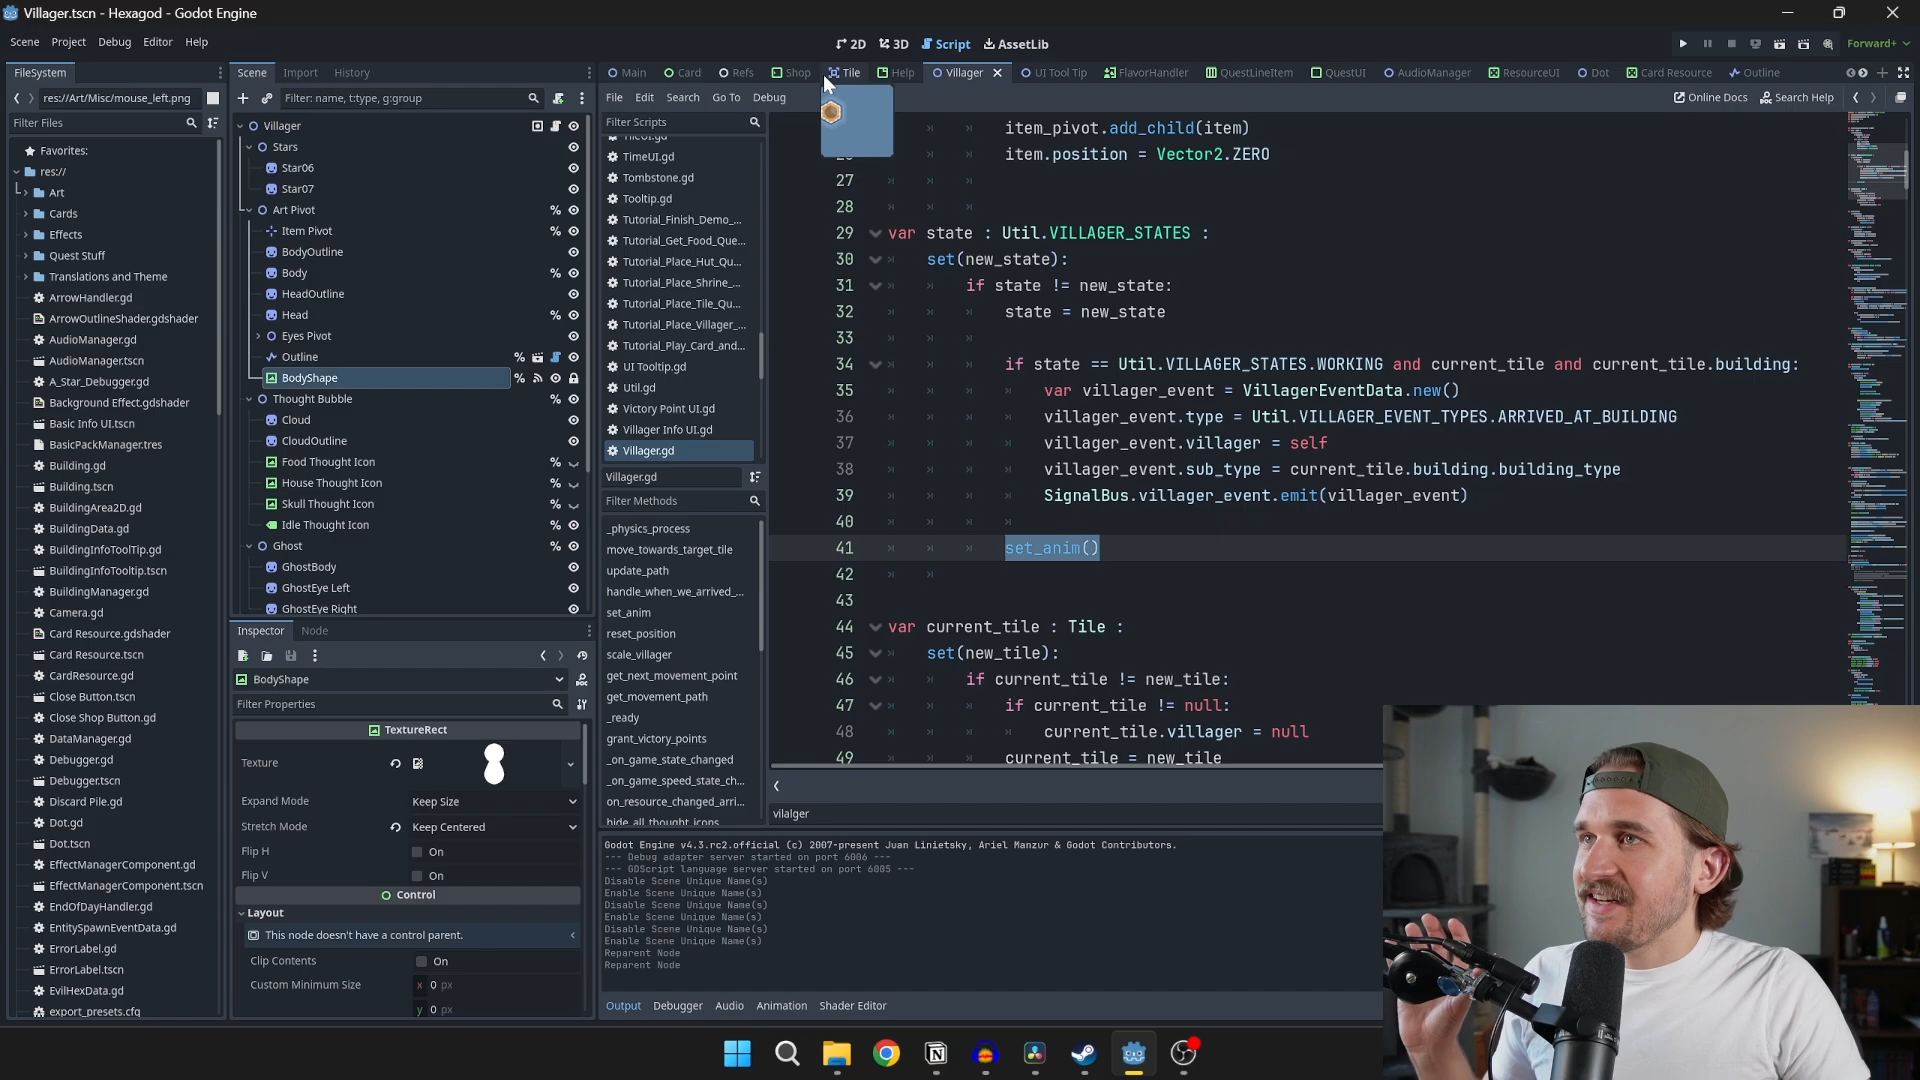 Villager.tscn - Hexagod - Godot Engine
Scene Project Debug Editor Help
2D 3D Script AssetLib
Forward+
FileSystem
res://Art/Misc/mouse_left.png
Filter Files
Favorites:
res://
Art
Cards
Effects
Quest Stuff
Translations and Theme
ArrowHandler.gd
ArrowOutlineShader.gdshader
AudioManager.gd
AudioManager.tscn
A_Star_Debugger.gd
Background Effect.gdshader
Basic Info UI.tscn
BasicPackManager.tres
Building.gd
Building.tscn
BuildingArea2D.gd
BuildingData.gd
BuildingInfoToolTip.gd
BuildingInfoTooltip.tscn
BuildingManager.gd
Camera.gd
Card Resource.gdshader
Card Resource.tscn
CardResource.gd
Close Button.tscn
Close Shop Button.gd
DataManager.gd
Debugger.gd
Debugger.tscn
Discard Pile.gd
Dot.gd
Dot.tscn
EffectManagerComponent.gd
EffectManagerComponent.tscn
EndOfDayHandler.gd
EntitySpawnEventData.gd
ErrorLabel.gd
ErrorLabel.tscn
EvilHexData.gd
export_presets.cfg
Scene Import History
Filter: name, t:type, g:group
Villager
Stars
Star06
Star07
Art Pivot
Item Pivot
BodyOutline
Body
HeadOutline
Head
Eyes Pivot
Outline
BodyShape
Thought Bubble
Cloud
CloudOutline
Food Thought Icon
House Thought Icon
Skull Thought Icon
Idle Thought Icon
Ghost
GhostBody
GhostEye Left
GhostEye Right
Inspector Node
BodyShape
Filter Properties
TextureRect
Texture
Expand Mode Keep Size
Stretch Mode Keep Centered
Flip H On
Flip V On
Control
Layout
This node doesn't have a control parent.
Clip Contents On
Custom Minimum Size x 0 px
y 0 px
Main Card Refs Shop Tile Help Villager UI Tool Tip FlavorHandler QuestLineItem QuestUI AudioManager ResourceUI Dot Card Resource Outline
File Edit Search Go To Debug
Online Docs Search Help
Filter Scripts
TileUI.gd
TimeUI.gd
Tombstone.gd
Tooltip.gd
Tutorial_Finish_Demo_...
Tutorial_Get_Food_Que...
Tutorial_Place_Hut_Qu...
Tutorial_Place_Shrine_...
Tutorial_Place_Tile_Qu...
Tutorial_Place_Villager_...
Tutorial_Play_Card_and...
UI Tooltip.gd
Util.gd
Victory Point UI.gd
Villager Info UI.gd
Villager.gd
Villager.gd
Filter Methods
_physics_process
move_towards_target_tile
update_path
handle_when_we_arrived_...
set_anim
reset_position
scale_villager
get_next_movement_point
get_movement_path
_ready
grant_victory_points
_on_game_state_changed
_on_game_speed_state_ch...
on_resource_changed_arri...
hide_all_thought_icons
item_pivot.add_child(item)
item.position = Vector2.ZERO
27
28
29 var state : Util.VILLAGER_STATES :
30 set(new_state):
31 if state != new_state:
32 state = new_state
33
34 if state == Util.VILLAGER_STATES.WORKING and current_tile and current_tile.building:
35 var villager_event = VillagerEventData.new()
36 villager_event.type = Util.VILLAGER_EVENT_TYPES.ARRIVED_AT_BUILDING
37 villager_event.villager = self
38 villager_event.sub_type = current_tile.building.building_type
39 SignalBus.villager_event.emit(villager_event)
40
41 set_anim()
42
43
44 var current_tile : Tile :
45 set(new_tile):
46 if current_tile != new_tile:
47 if current_tile != null:
48 current_tile.villager = null
49 current_tile = new_tile
vilalger
Godot Engine v4.3.rc2.official (c) 2007-present Juan Linietsky, Ariel Manzur & Godot Contributors.
--- Debug adapter server started on port 6006 ---
--- GDScript language server started on port 6005 ---
Disable Scene Unique Name(s)
Enable Scene Unique Name(s)
Disable Scene Unique Name(s)
Enable Scene Unique Name(s)
Disable Scene Unique Name(s)
Enable Scene Unique Name(s)
Reparent Node
Reparent Node
Output Debugger Audio Animation Shader Editor